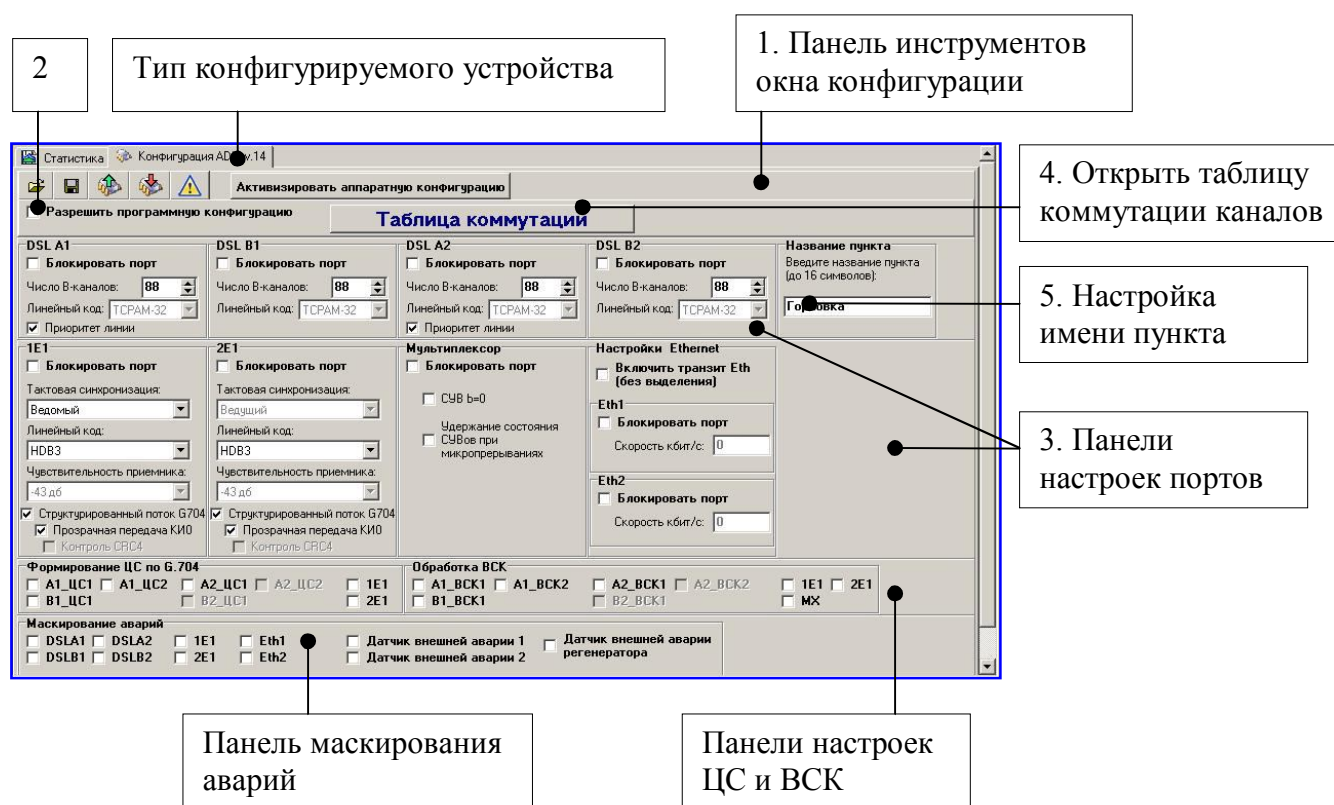 2
Тип конфигурируемого устройства
1. Панель инструментов
окна конфигурации
Статистика
Конфигурация
v.14
Активизировать аппаратную конфигурацию
4. Открыть таблицу
коммутации каналов
Разрешить программную конфигурацию
Таблица коммутации
DSL A1
Блокировать порт
Число B-каналов: 88
Линейный код: TCPAM-32
Приоритет линии
DSL B1
Блокировать порт
Число B-каналов: 88
Линейный код: TCPAM-32
DSL A2
Блокировать порт
Число B-каналов: 88
Линейный код: TCPAM-32
Приоритет линии
DSL B2
Блокировать порт
Число B-каналов: 88
Линейный код: TCPAM-32
Название пункта
Введите название пункта
(до 16 символов):
5. Настройка
имени пункта
1E1
Блокировать порт
Тактовая синхронизация:
Ведомый
Линейный код:
HDB3
Чувствительность приемника:
-43 дб
Структурированный поток G704
Прозрачная передача КИ0
Контроль CRC4
2E1
Блокировать порт
Тактовая синхронизация:
Ведущий
Линейный код:
HDB3
Чувствительность приемника:
-43 дб
Структурированный поток G704
Прозрачная передача КИ0
Контроль CRC4
Мультиплексор
Блокировать порт
СУВ b=0
Удержание состояния
СУВов при
микропрерываниях
Настройки Ethernet
Включить транзит Eth
(без выделения)
Eth1
Блокировать порт
Скорость кбит/с: 0
Eth2
Блокировать порт
Скорость кбит/с: 0
3. Панели
настроек портов
Формирование ЦС по G.704
A1_ЦС1 A1_ЦС2 A2_ЦС1 A2_ЦС2 1E1
B1_ЦС1 B2_ЦС1 2E1
Обработка ВСК
A1_ВСК1 A1_ВСК2 A2_ВСК1 A2_ВСК2 1E1 2E1
B1_ВСК1 B2_ВСК1 MX
Маскирование аварий
DSLA1 DSLA2 1E1 Eth1 Датчик внешней аварии 1
DSLB1 DSLB2 2E1 Eth2 Датчик внешней аварии 2
Датчик внешней аварии
регенератора
Панель маскирования
аварий
Панели настроек
ЦС и ВСК